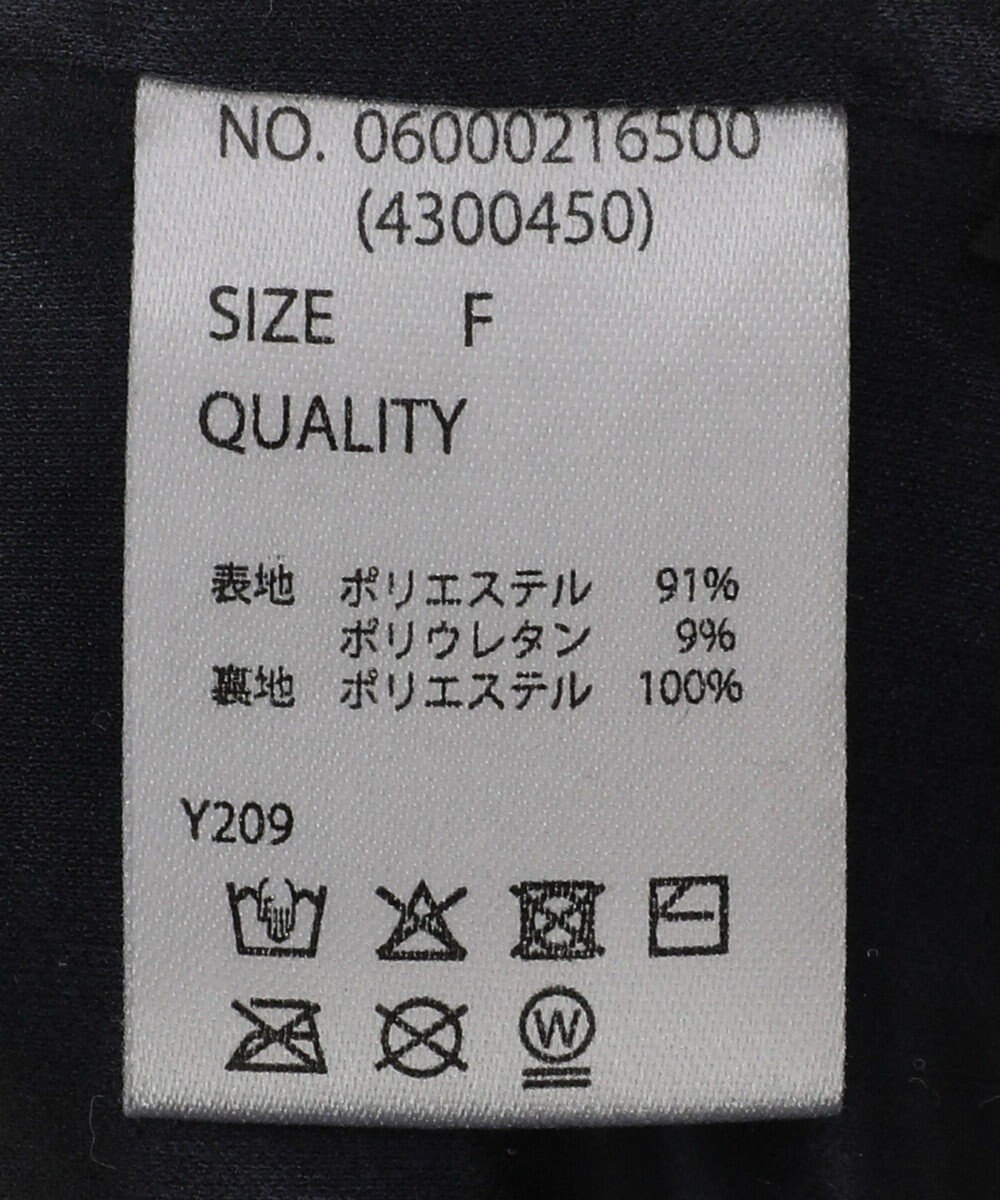 NO. 06000216500
(4300450)
SIZE F
QUALITY
表地 ポリエステル 91%
ポリウレタン 9%
裏地 ポリエステル 100%
Y209
W